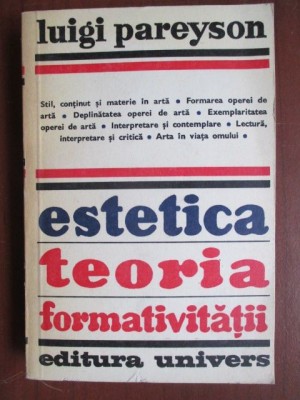 luigi pareyson
Stil, conținut și materie în artă • Formarea operei de
artă • Deplinătatea operei de artă • Exemplaritatea
operei de artă • Interpretare și contemplare • Lectură,
interpretare și critică • Arta în viața omului •
estetica
teoria
formativității
editura univers